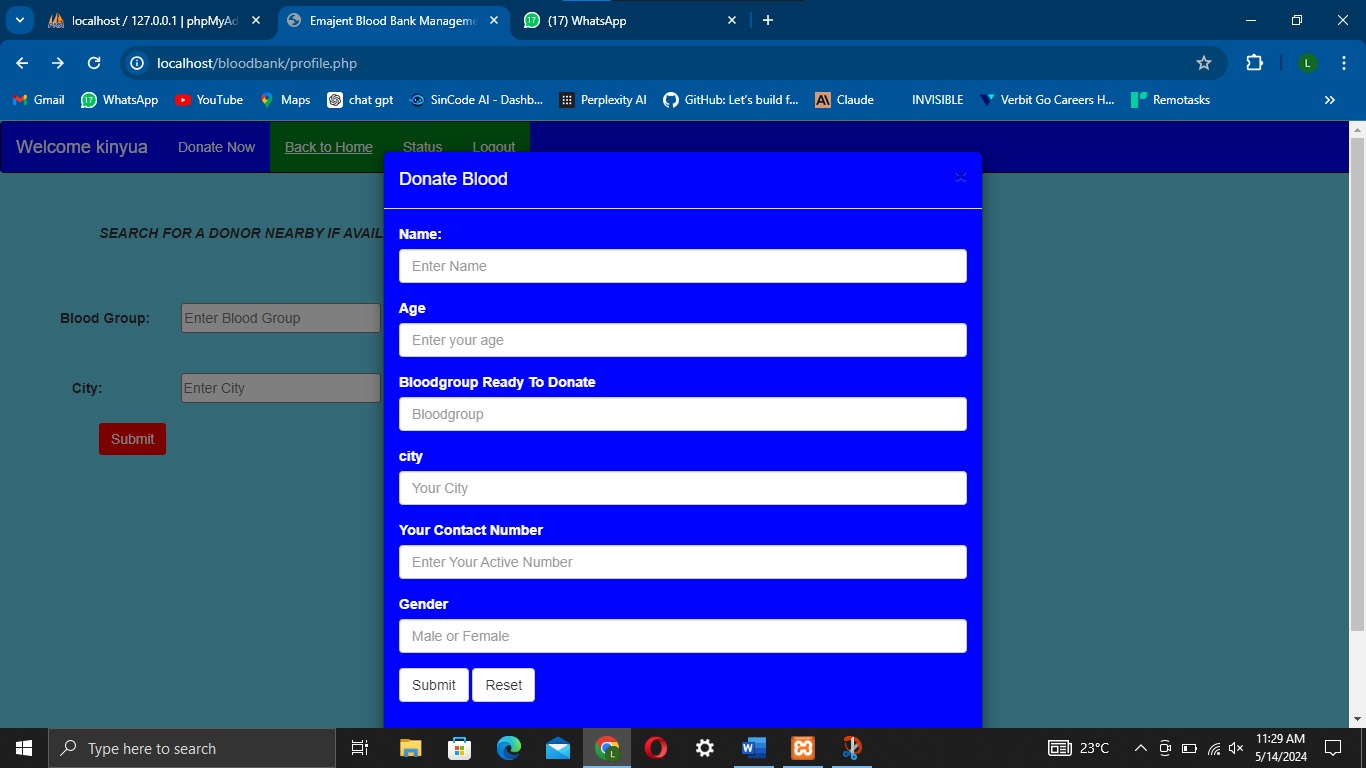 localhost / 127.0.0.1 | phpMyAd
Emajent Blood Bank Manageme
(17) WhatsApp
localhost/bloodbank/profile.php
L
Gmail
17
WhatsApp
YouTube
Maps
chat gpt
SinCode AI - Dashb...
Perplexity AI
GitHub: Let's build f...
AI
Claude
INVISIBLE
Verbit Go Careers H...
Remotasks
Welcome kinyua
Donate Now
Back to Home
Status
Logout
Donate Blood
×
SEARCH FOR A DONOR NEARBY IF AVAIL
Blood Group:
Enter Blood Group
City:
Enter City
Submit
Name:
Enter Name
Age
Enter your age
Bloodgroup Ready To Donate
Bloodgroup
city
Your City
Your Contact Number
Enter Your Active Number
Gender
Male or Female
Submit
Reset
Type here to search
23°C
11:29 AM
5/14/2024